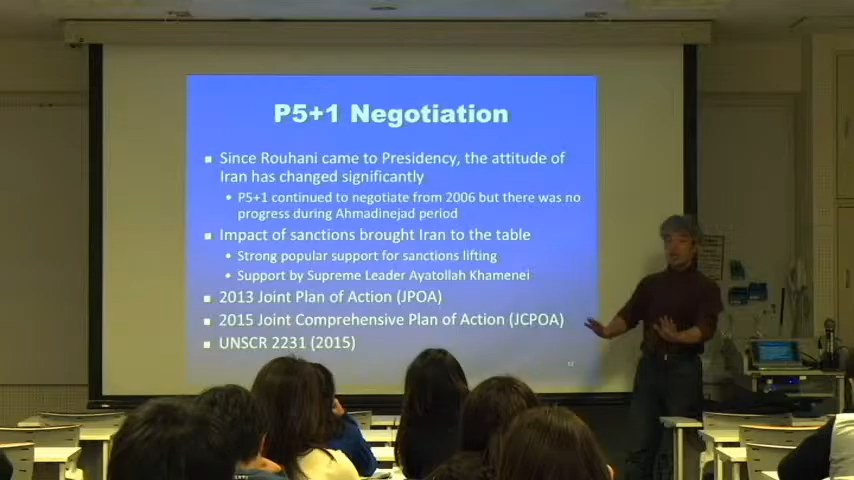 P5+1 Negotiation
Since Rouhani came to Presidency, the attitude of
Iran has changed significantly
P5+1 continued to negotiate from 2006 but there was no
progress during Ahmadinejad period
Impact of sanctions brought Iran to the table
Strong popular support for sanctions lifting
Support by Supreme Leader Ayatollah Khamenei
2013 Joint Plan of Action (JPOA)
2015 Joint Comprehensive Plan of Action (JCPOA)
UNSCR 2231 (2015)